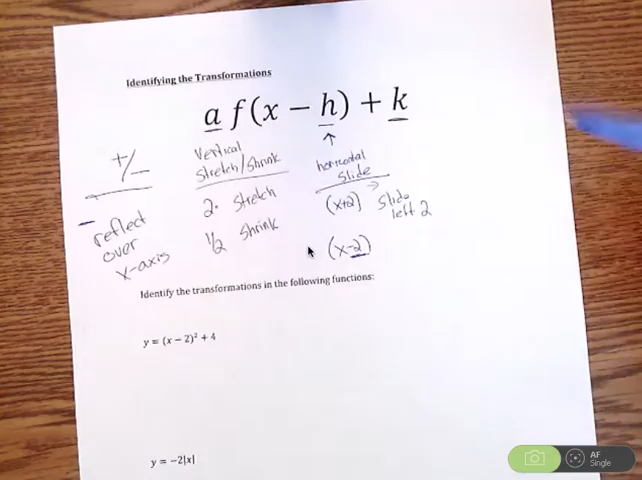 Identifying the Transformations
a f(x − h) + k
+/−
Vertical
Stretch/Shrink
horizontal
Slide
− reflect
over
x-axis
2· Stretch
1/2 Shrink
(x+2) → Slide
left 2
(x-2)
Identify the transformations in the following functions:
y = (x − 2)² + 4
y = −2|x|
AF
Single